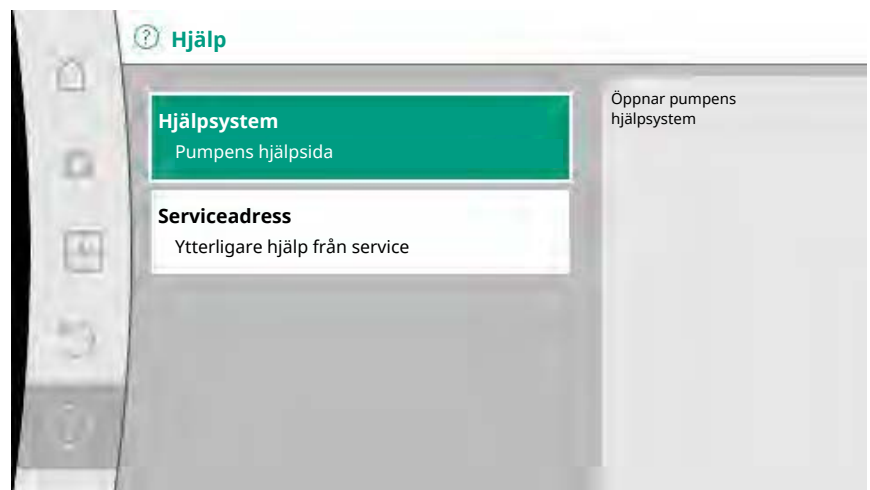 Hjälp
Hjälpsystem
Pumpens hjälpsida
Serviceadress
Ytterligare hjälp från service
Öppnar pumpens
hjälpsystem